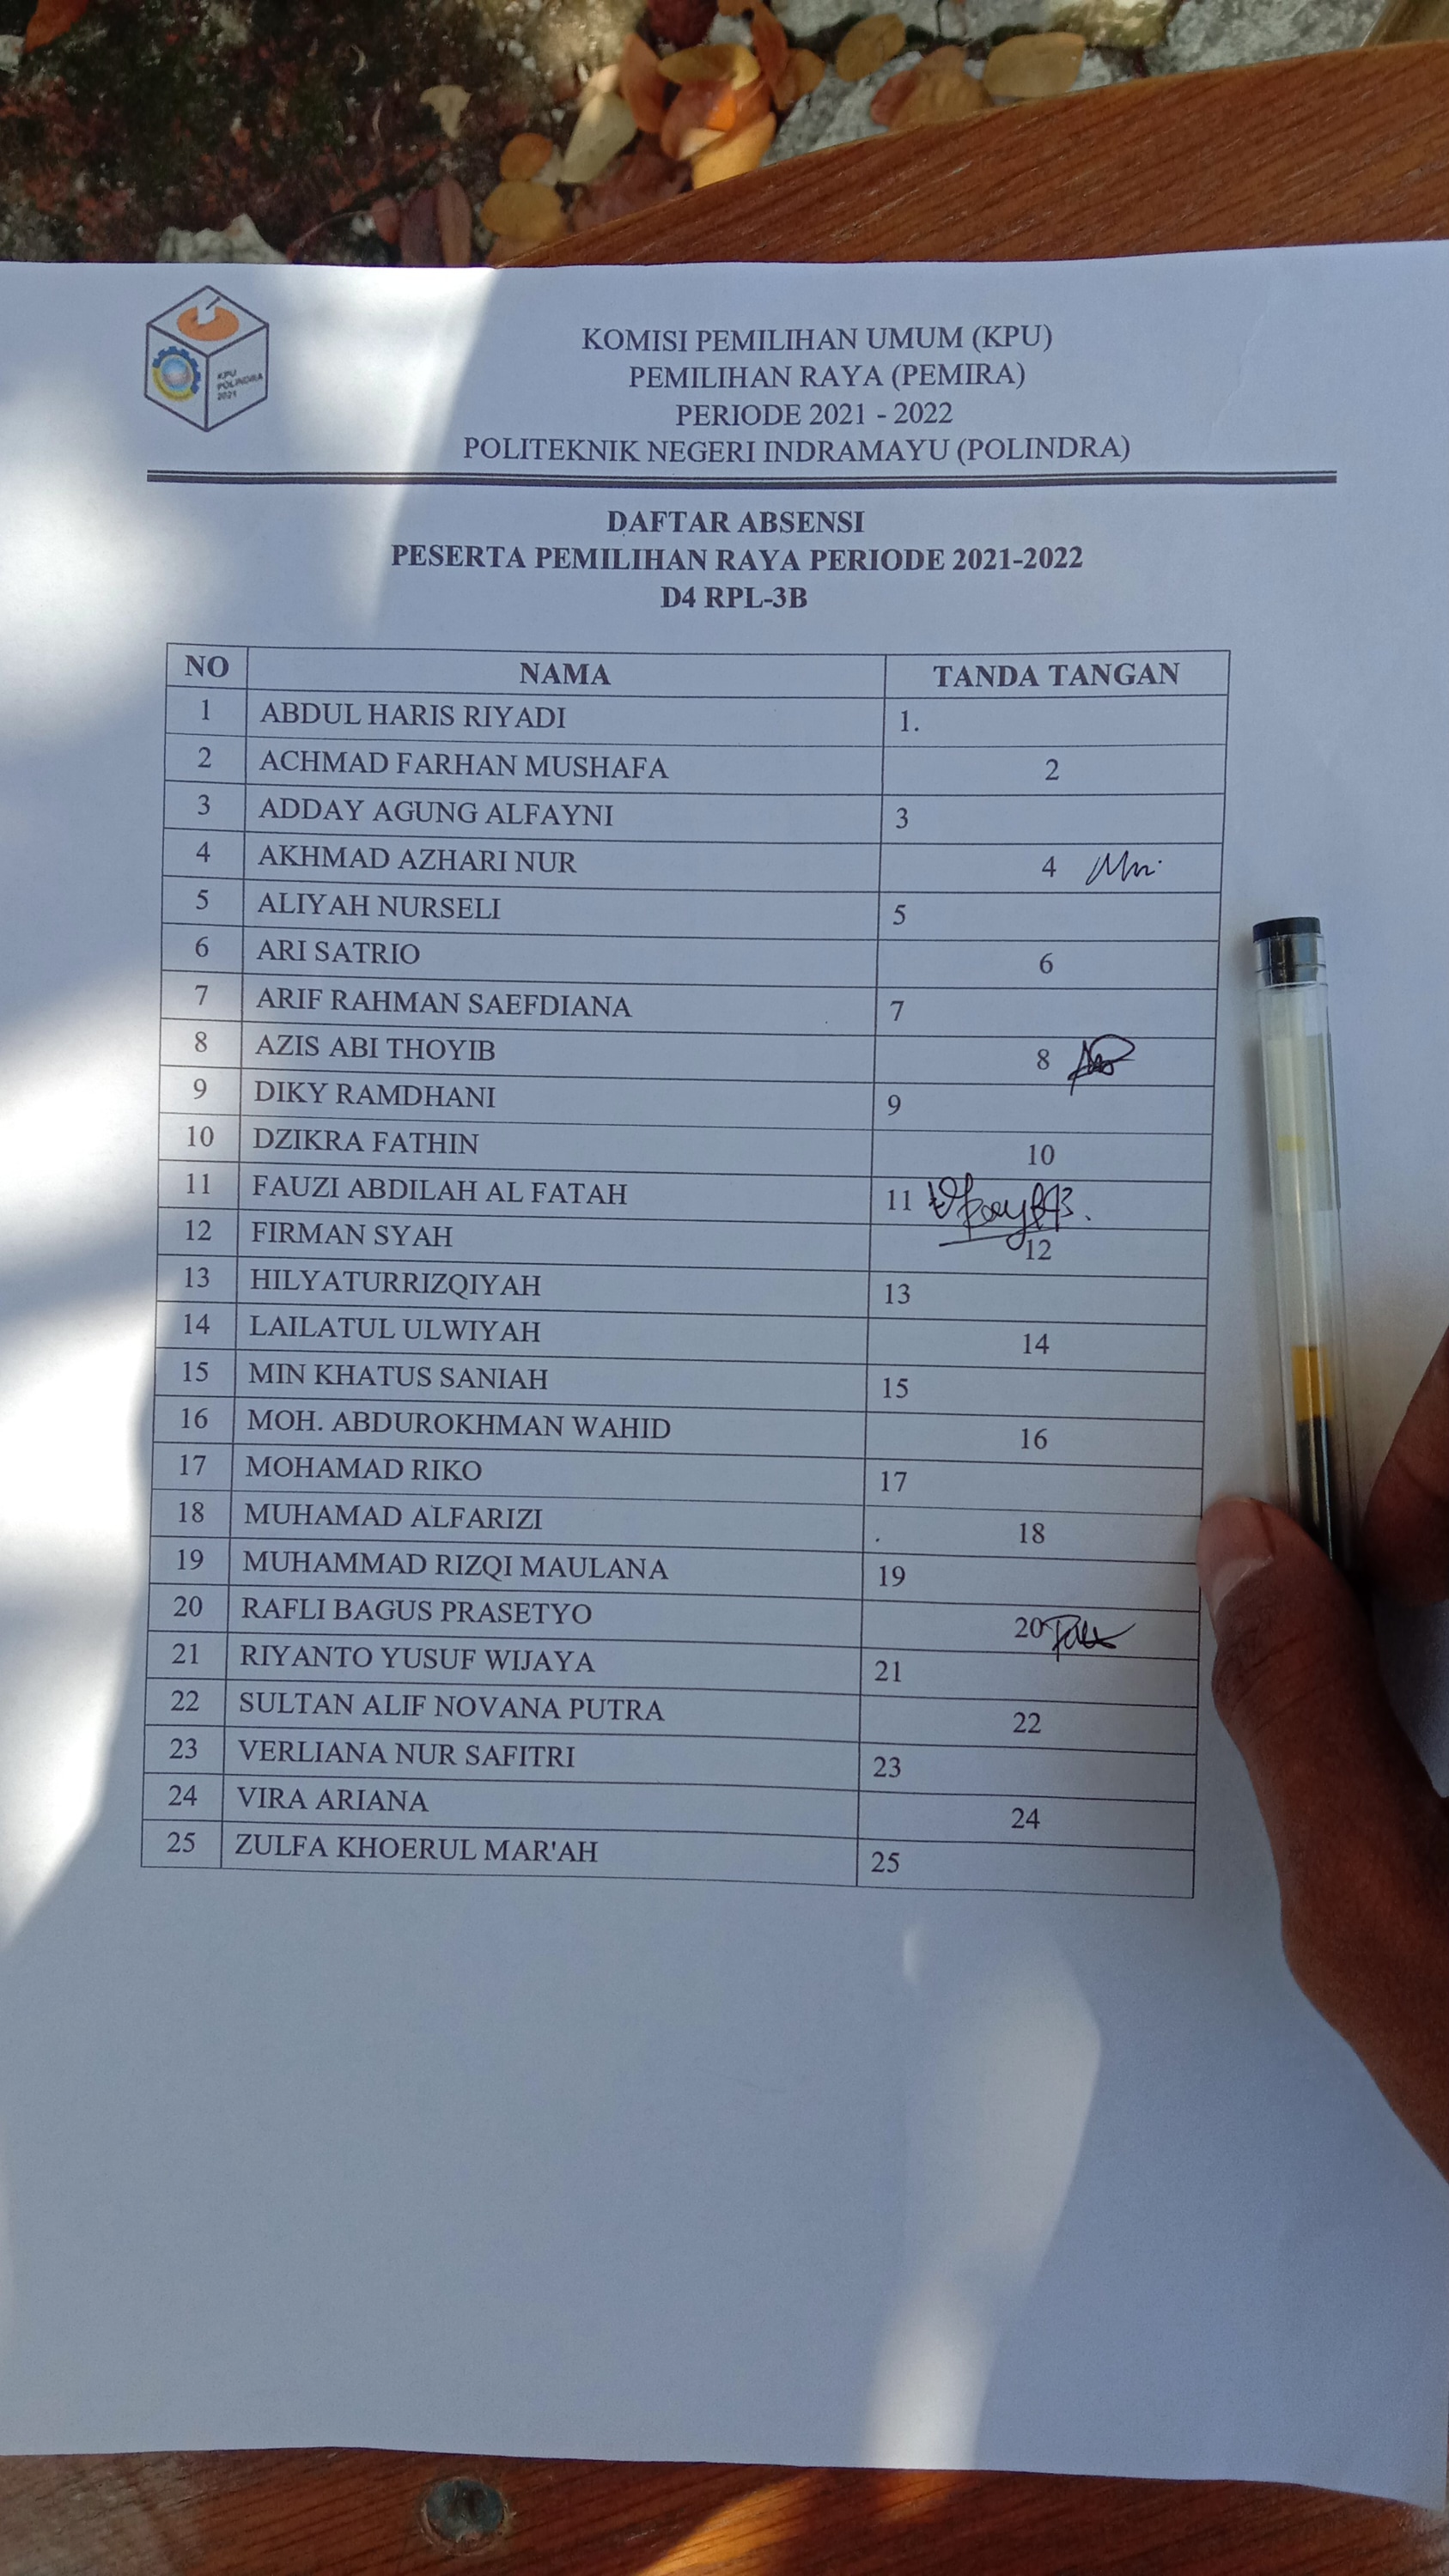 KPU
POLINDRA
2021
KOMISI PEMILIHAN UMUM (KPU)
PEMILIHAN RAYA (PEMIRA)
PERIODE 2021 - 2022
POLITEKNIK NEGERI INDRAMAYU (POLINDRA)
DAFTAR ABSENSI
PESERTA PEMILIHAN RAYA PERIODE 2021-2022
D4 RPL-3B
NO NAMA TANDA TANGAN
1 ABDUL HARIS RIYADI 1.
2 ACHMAD FARHAN MUSHAFA 2
3 ADDAY AGUNG ALFAYNI 3
4 AKHMAD AZHARI NUR 4
5 ALIYAH NURSELI 5
6 ARI SATRIO 6
7 ARIF RAHMAN SAEFDIANA 7
8 AZIS ABI THOYIB 8
9 DIKY RAMDHANI 9
10 DZIKRA FATHIN 10
11 FAUZI ABDILAH AL FATAH 11
12 FIRMAN SYAH 12
13 HILYATURRIZQIYAH 13
14 LAILATUL ULWIYAH 14
15 MIN KHATUS SANIAH 15
16 MOH. ABDUROKHMAN WAHID 16
17 MOHAMAD RIKO 17
18 MUHAMAD ALFARIZI 18
19 MUHAMMAD RIZQI MAULANA 19
20 RAFLI BAGUS PRASETYO 20
21 RIYANTO YUSUF WIJAYA 21
22 SULTAN ALIF NOVANA PUTRA 22
23 VERLIANA NUR SAFITRI 23
24 VIRA ARIANA 24
25 ZULFA KHOERUL MAR'AH 25